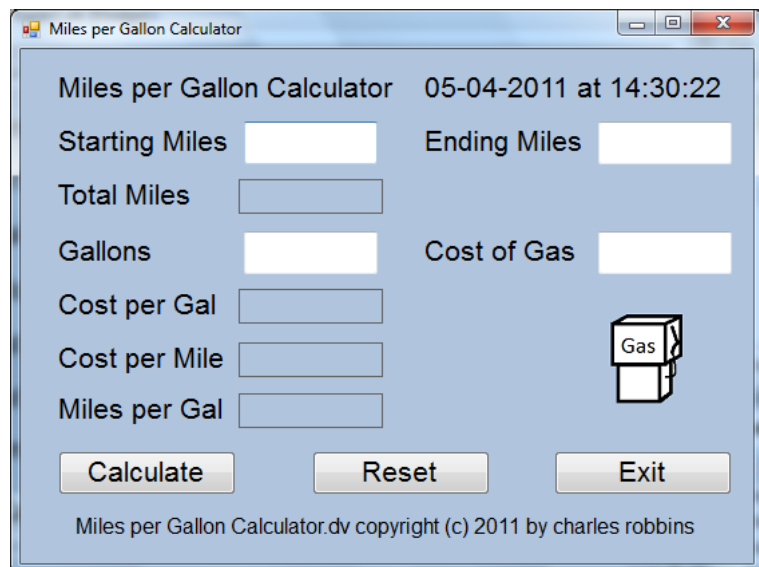 Miles per Gallon Calculator
Miles per Gallon Calculator 05-04-2011 at 14:30:22
Starting Miles Ending Miles
Total Miles
Gallons Cost of Gas
Cost per Gal
Cost per Mile
Gas
Miles per Gal
Calculate Reset Exit
Miles per Gallon Calculator.dv copyright (c) 2011 by charles robbins